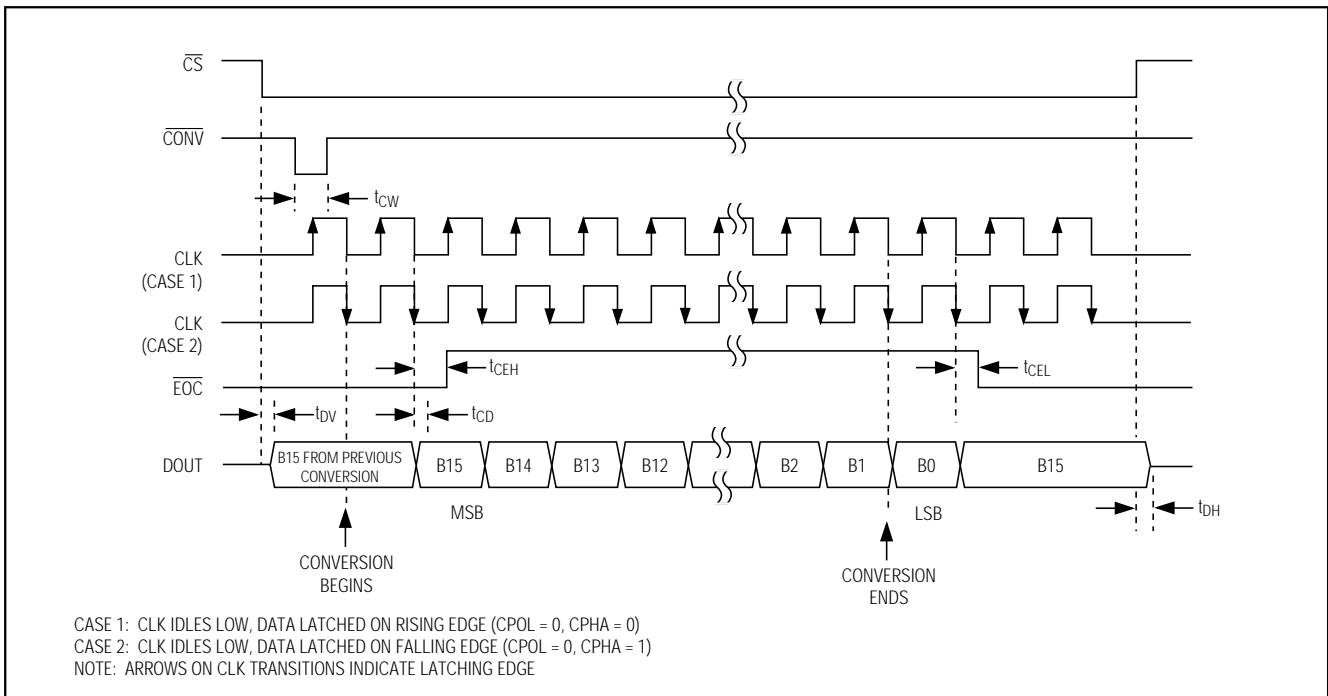 CS
CONV
tCW
CLK
(CASE 1)
CLK
(CASE 2)
tCEH
tCEL
EOC
tDV
tCD
DOUT
B15 FROM PREVIOUS
CONVERSION
B15
B14
B13
B12
B2
B1
B0
B15
MSB
LSB
tDH
CONVERSION
BEGINS
CONVERSION
ENDS
CASE 1: CLK IDLES LOW, DATA LATCHED ON RISING EDGE (CPOL = 0, CPHA = 0)
CASE 2: CLK IDLES LOW, DATA LATCHED ON FALLING EDGE (CPOL = 0, CPHA = 1)
NOTE: ARROWS ON CLK TRANSITIONS INDICATE LATCHING EDGE